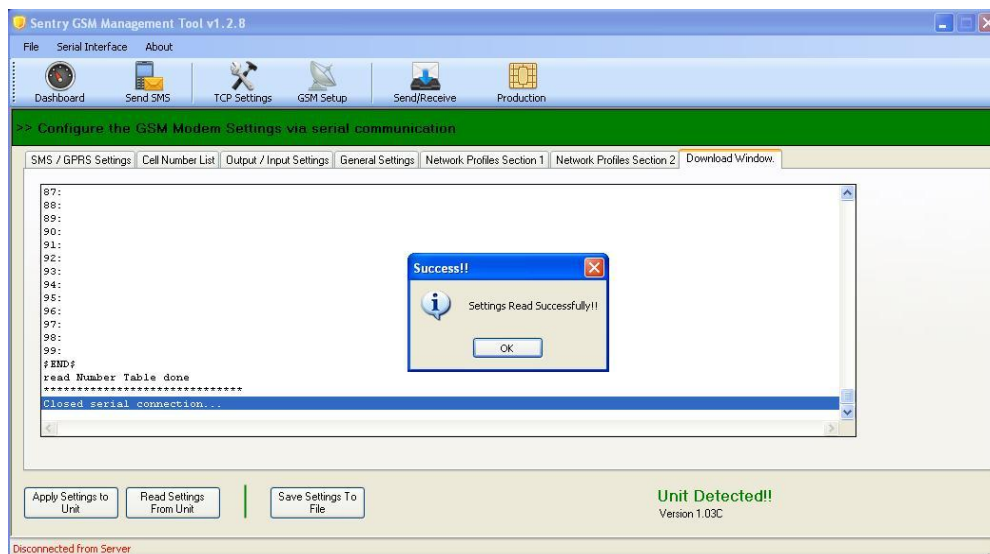 Sentry GSM Management Tool v1.2.8
File Serial Interface About
Dashboard Send SMS TCP Settings GSM Setup Send/Receive Production
>> Configure the GSM Modem Settings via serial communication
SMS / GPRS Settings Cell Number List Output / Input Settings General Settings Network Profiles Section 1 Network Profiles Section 2 Download Window.
87:
88:
89:
90:
91:
92:
93:
94:
95:
96:
97:
98:
99:
$END$
read Number Table done
*******************************
Closed serial connection...
Success!!
Settings Read Successfully!!
OK
Apply Settings to
Unit
Read Settings
From Unit
Save Settings To
File
Unit Detected!!
Version 1.03C
Disconnected from Server